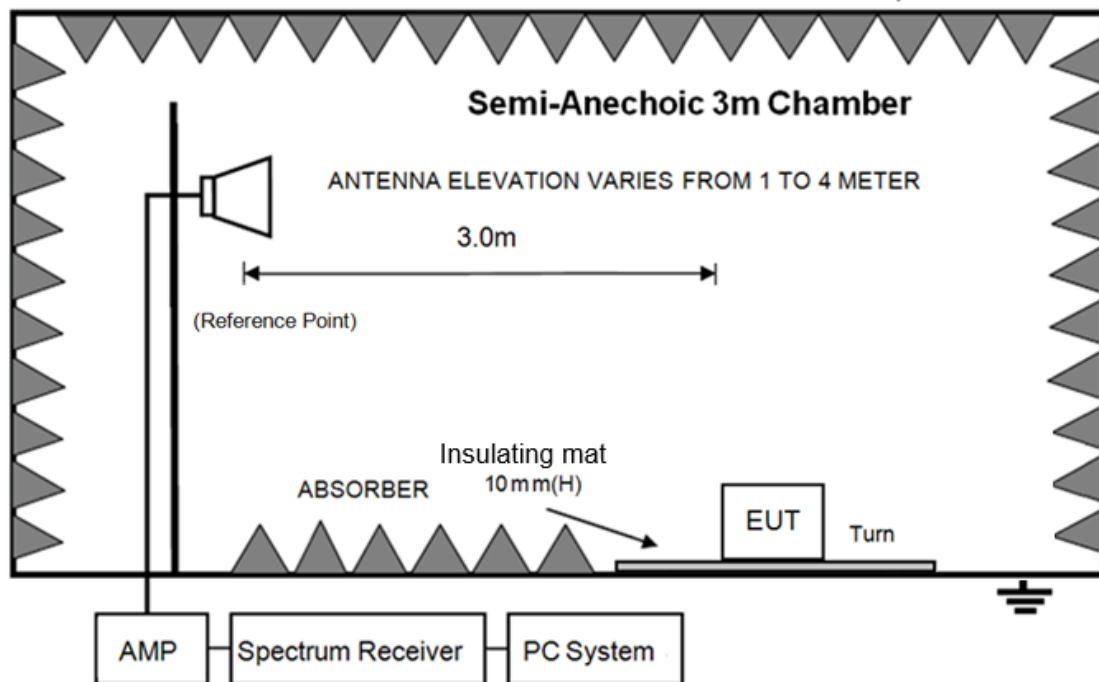 Semi-Anechoic 3m Chamber
ANTENNA ELEVATION VARIES FROM 1 TO 4 METER
3.0m
(Reference Point)
Insulating mat
10mm(H)
ABSORBER
EUT
Turn
AMP
Spectrum Receiver
PC System